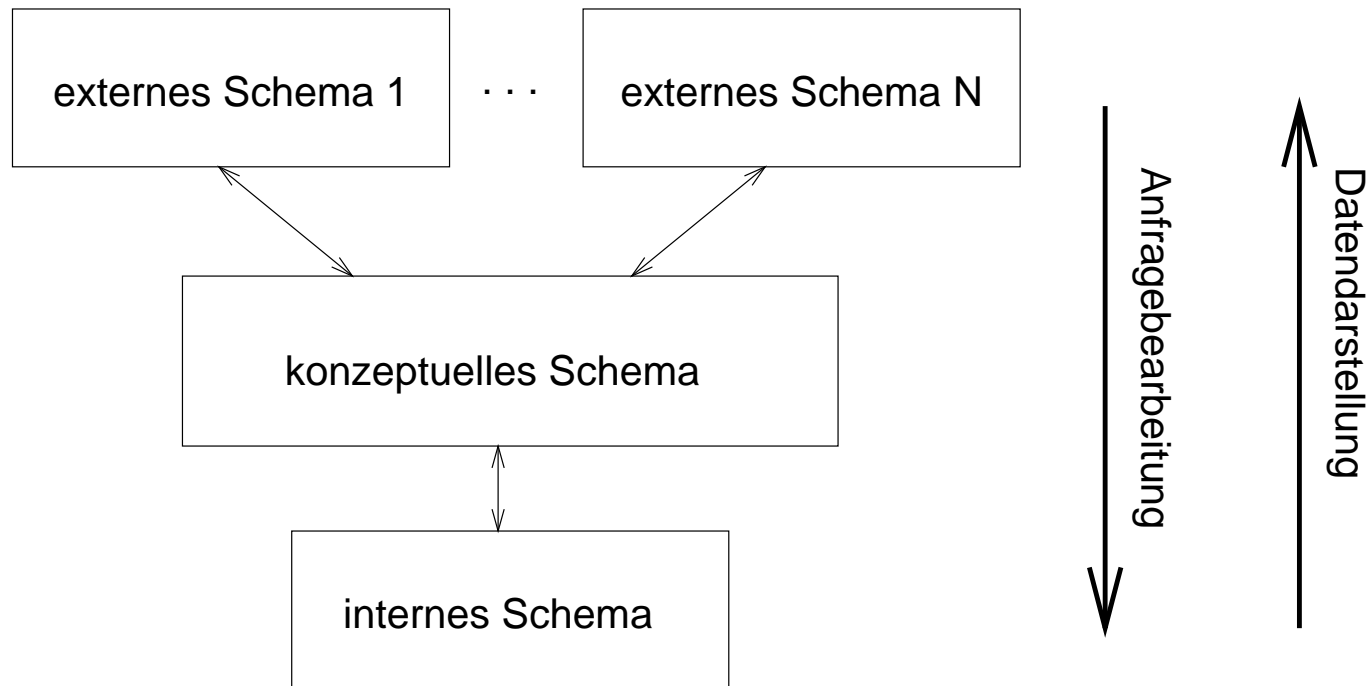 externes Schema 1
. . .
externes Schema N
konzeptuelles Schema
internes Schema
Anfragebearbeitung
Datendarstellung